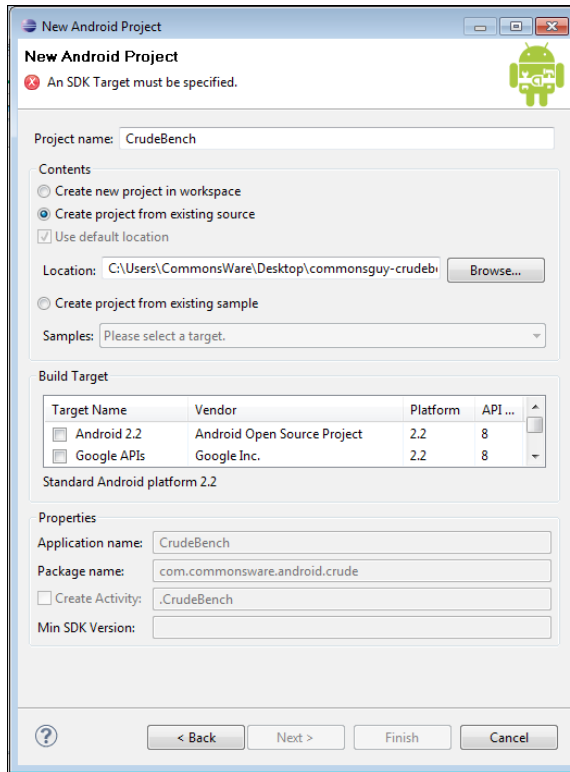 New Android Project
New Android Project
An SDK Target must be specified.
Project name: CrudeBench
Contents
Create new project in workspace
Create project from existing source
Use default location
Location: C:\Users\CommonsWare\Desktop\commonsguy-crudeb Browse...
Create project from existing sample
Samples: Please select a target.
Build Target
Target Name Vendor Platform API ...
Android 2.2 Android Open Source Project 2.2 8
Google APIs Google Inc. 2.2 8
Standard Android platform 2.2
Properties
Application name: CrudeBench
Package name: com.commonsware.android.crude
Create Activity: .CrudeBench
Min SDK Version:
? < Back Next > Finish Cancel